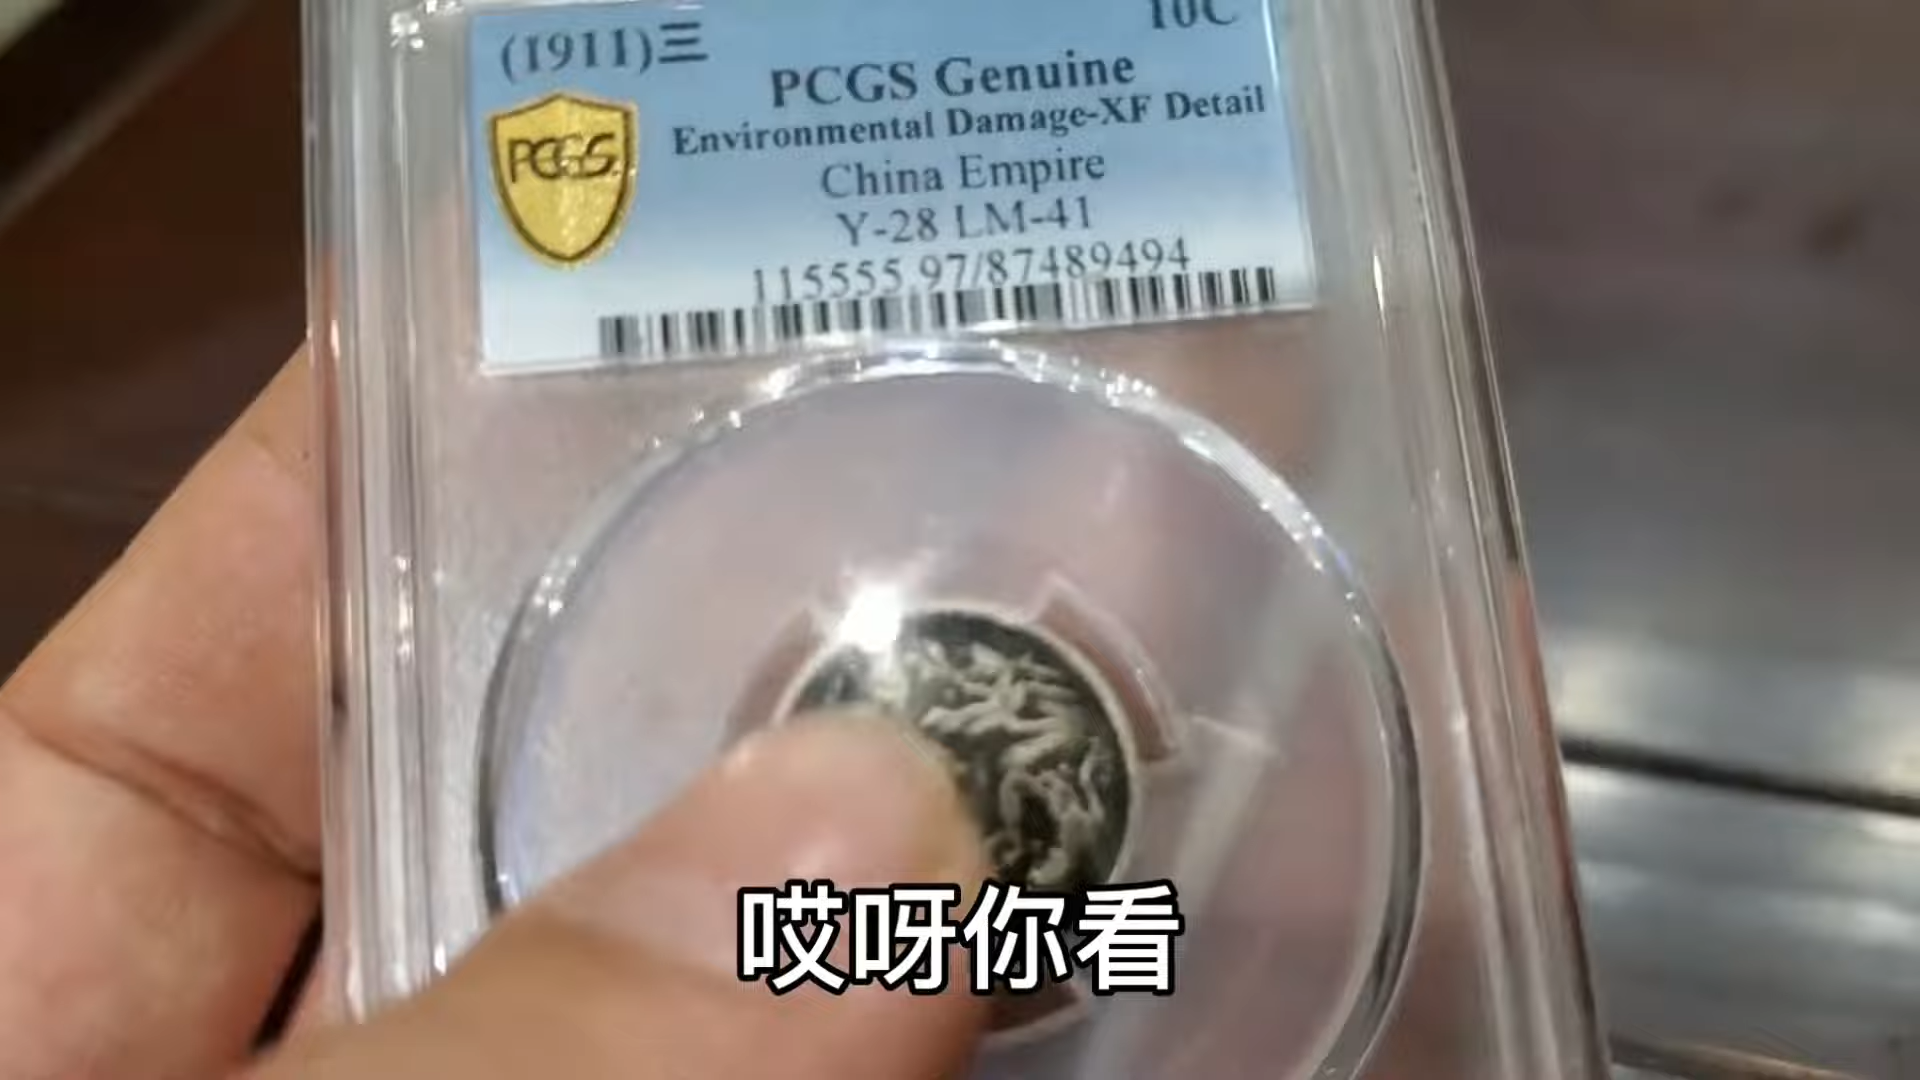 (1911)三 10C
PCGS Genuine
Environmental Damage-XF Detail
China Empire
Y-28 LM-41
115555.97/87489494
PCGS
哎呀你看